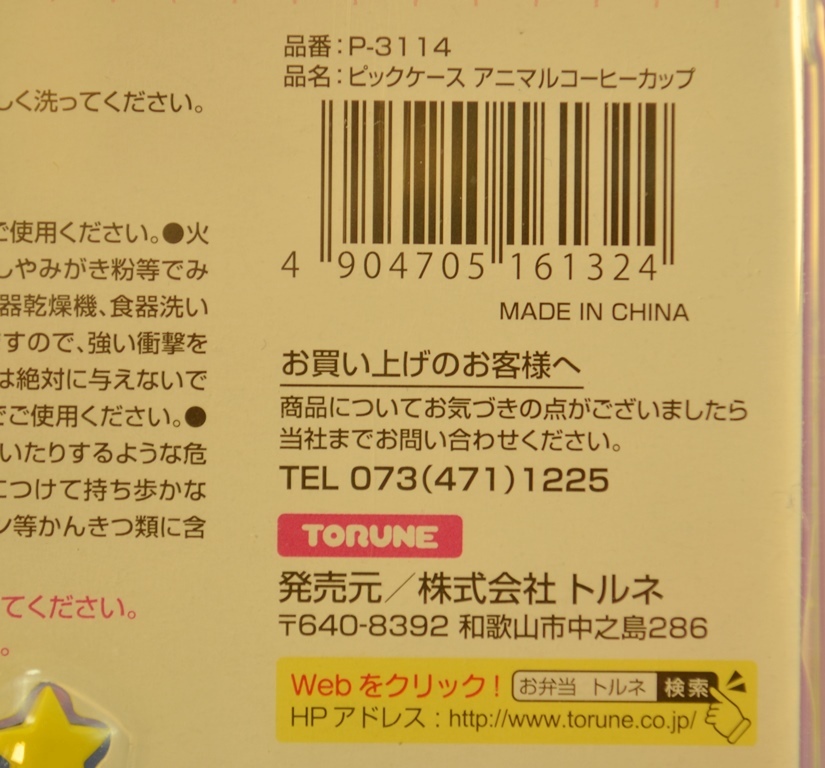 しく洗ってください。
ご使用ください。●火
しやみがき粉等でみ
器乾燥機、食器洗い
すので、強い衝撃を
は絶対に与えないで
でご使用ください。●
いたりするような危
につけて持ち歩かな
ン等かんきつ類に含
てください。
。
品番：P-3114
品名：ピックケース アニマルコーヒーカップ
4 904705 161324
MADE IN CHINA
お買い上げのお客様へ
商品についてお気づきの点がございましたら
当社までお問い合わせください。
TEL 073(471)1225
TORUNE
発売元／株式会社 トルネ
〒640-8392 和歌山市中之島286
Webをクリック！ お弁当 トルネ 検索
HPアドレス：http://www.torune.co.jp/